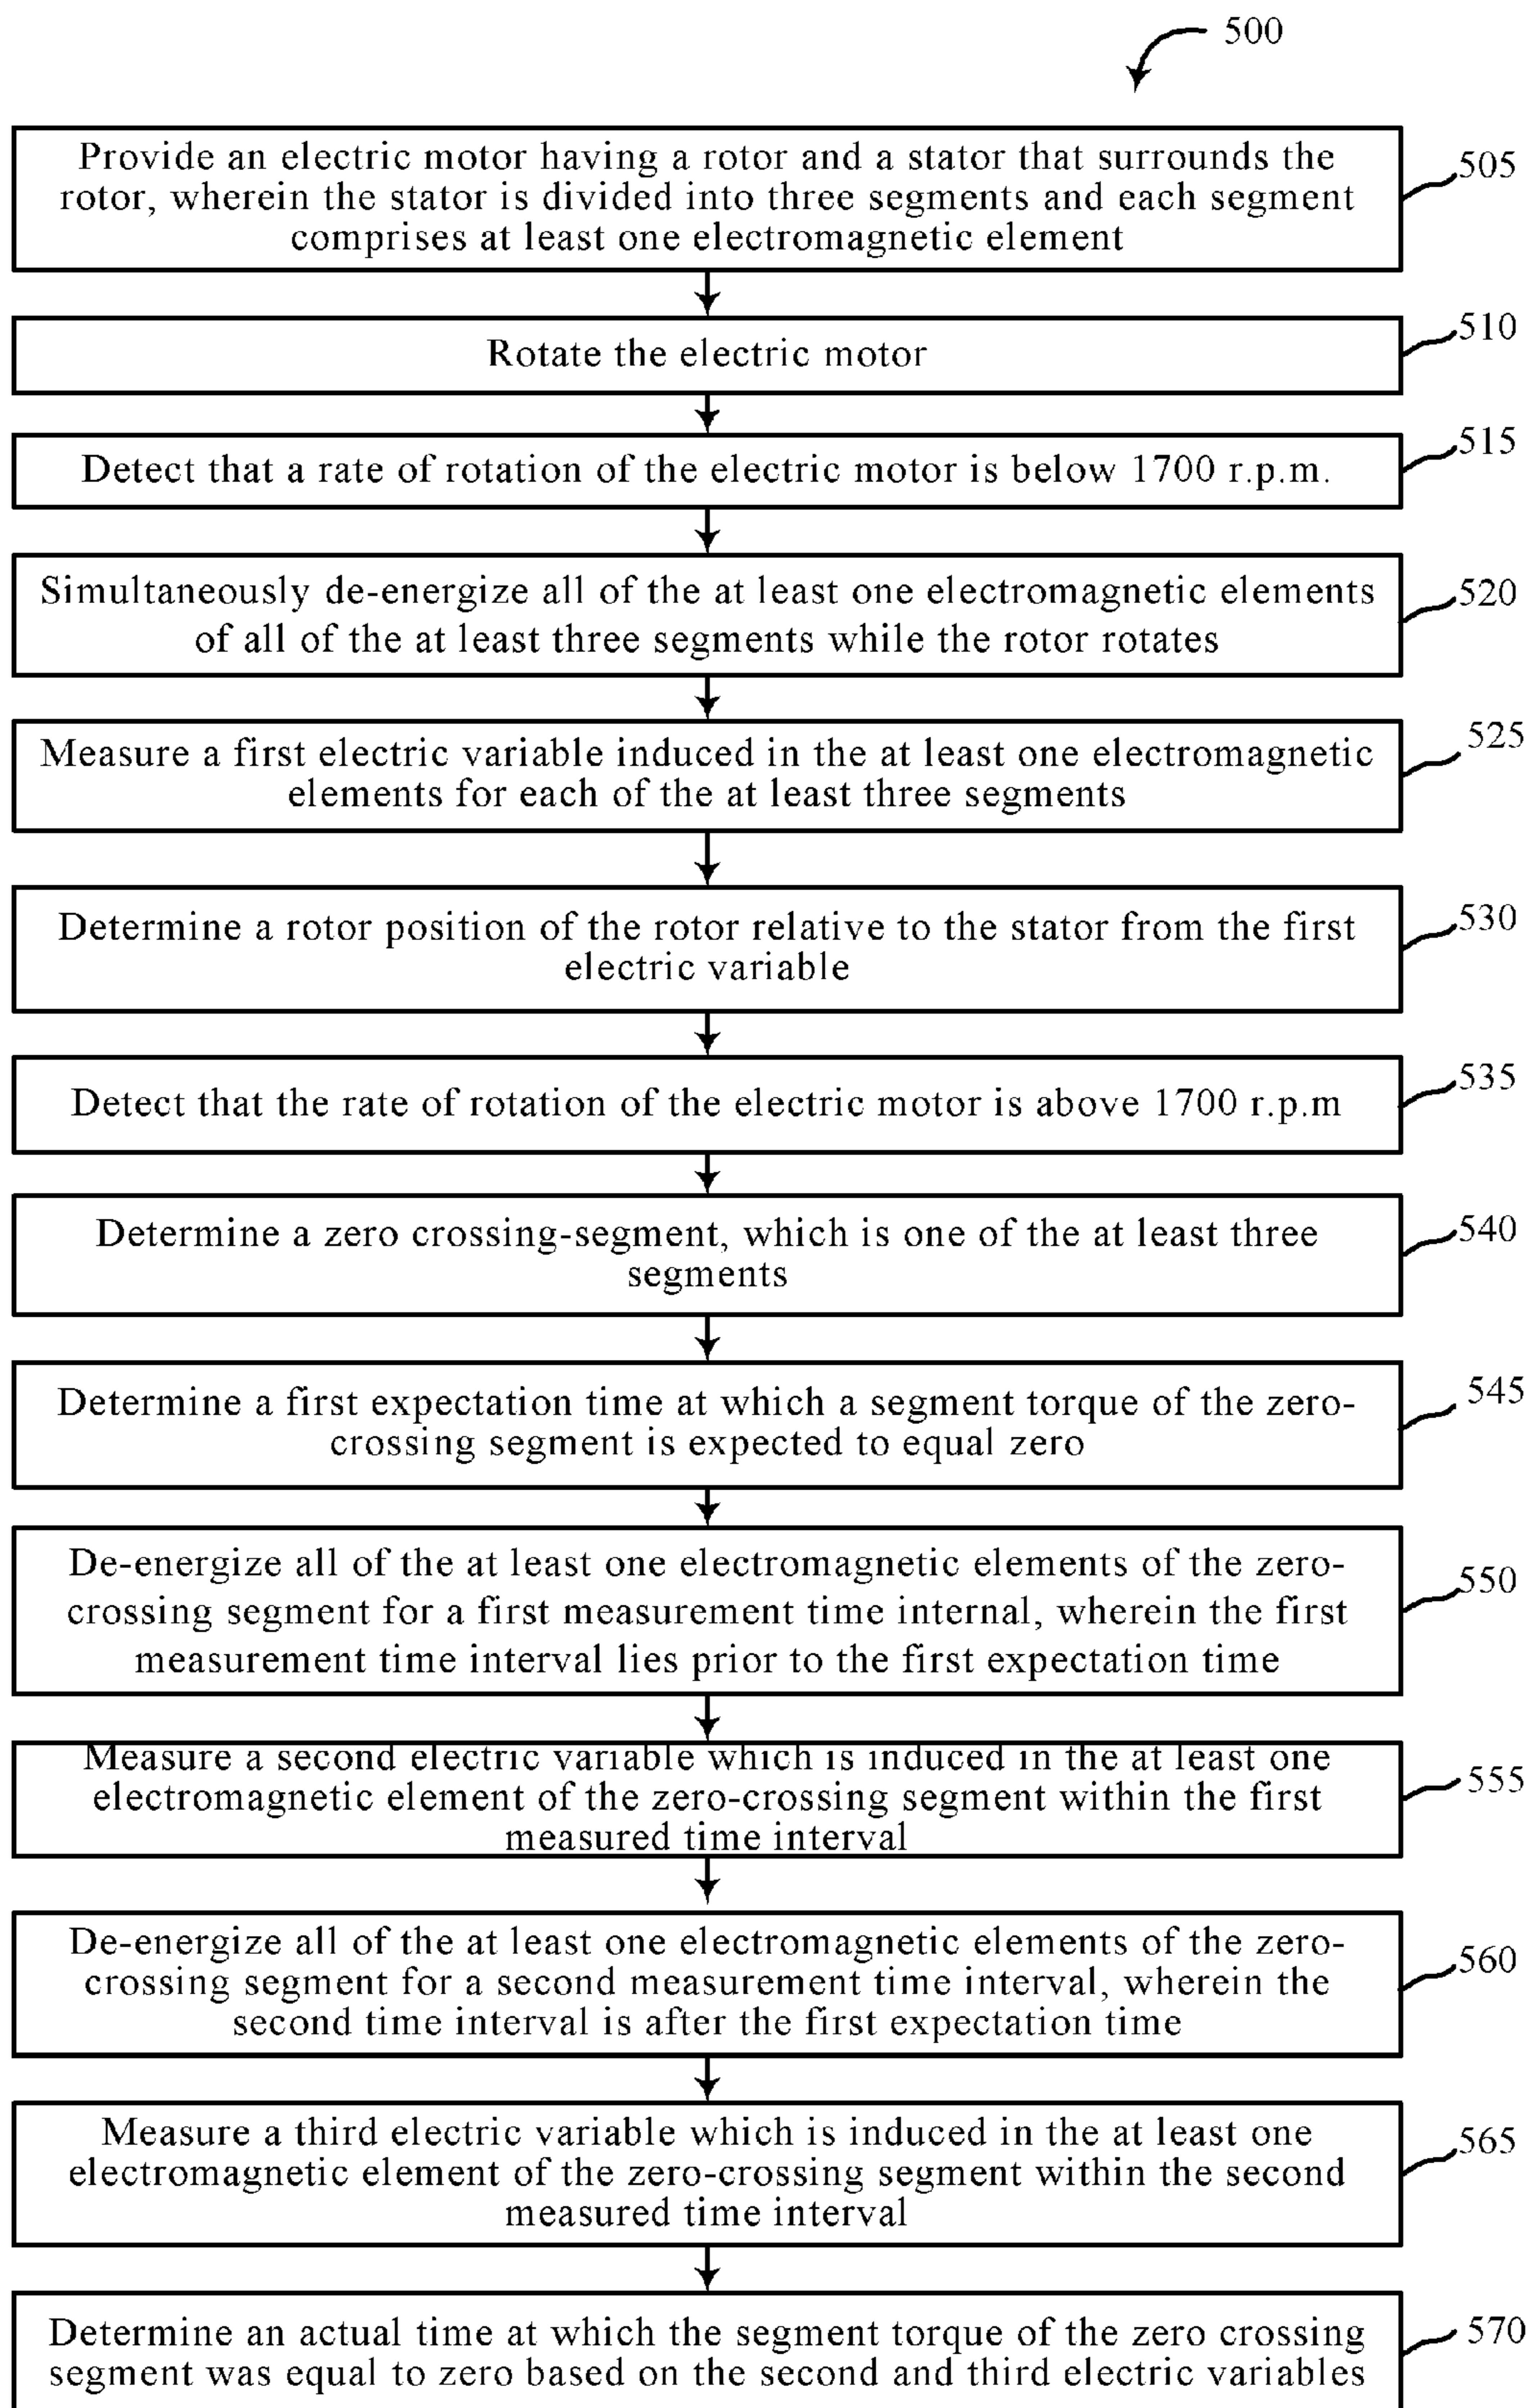 500
Provide an electric motor having a rotor and a stator that surrounds the
rotor, wherein the stator is divided into three segments and each segment
comprises at least one electromagnetic element
505
Rotate the electric motor
510
Detect that a rate of rotation of the electric motor is below 1700 r.p.m.
515
Simultaneously de-energize all of the at least one electromagnetic elements
of all of the at least three segments while the rotor rotates
520
Measure a first electric variable induced in the at least one electromagnetic
elements for each of the at least three segments
525
Determine a rotor position of the rotor relative to the stator from the first
electric variable
530
Detect that the rate of rotation of the electric motor is above 1700 r.p.m
535
Determine a zero crossing-segment, which is one of the at least three
segments
540
Determine a first expectation time at which a segment torque of the zero-
crossing segment is expected to equal zero
545
De-energize all of the at least one electromagnetic elements of the zero-
crossing segment for a first measurement time internal, wherein the first
measurement time interval lies prior to the first expectation time
550
Measure a second electric variable which is induced in the at least one
electromagnetic element of the zero-crossing segment within the first
measured time interval
555
De-energize all of the at least one electromagnetic elements of the zero-
crossing segment for a second measurement time interval, wherein the
second time interval is after the first expectation time
560
Measure a third electric variable which is induced in the at least one
electromagnetic element of the zero-crossing segment within the second
measured time interval
565
Determine an actual time at which the segment torque of the zero crossing
segment was equal to zero based on the second and third electric variables
570